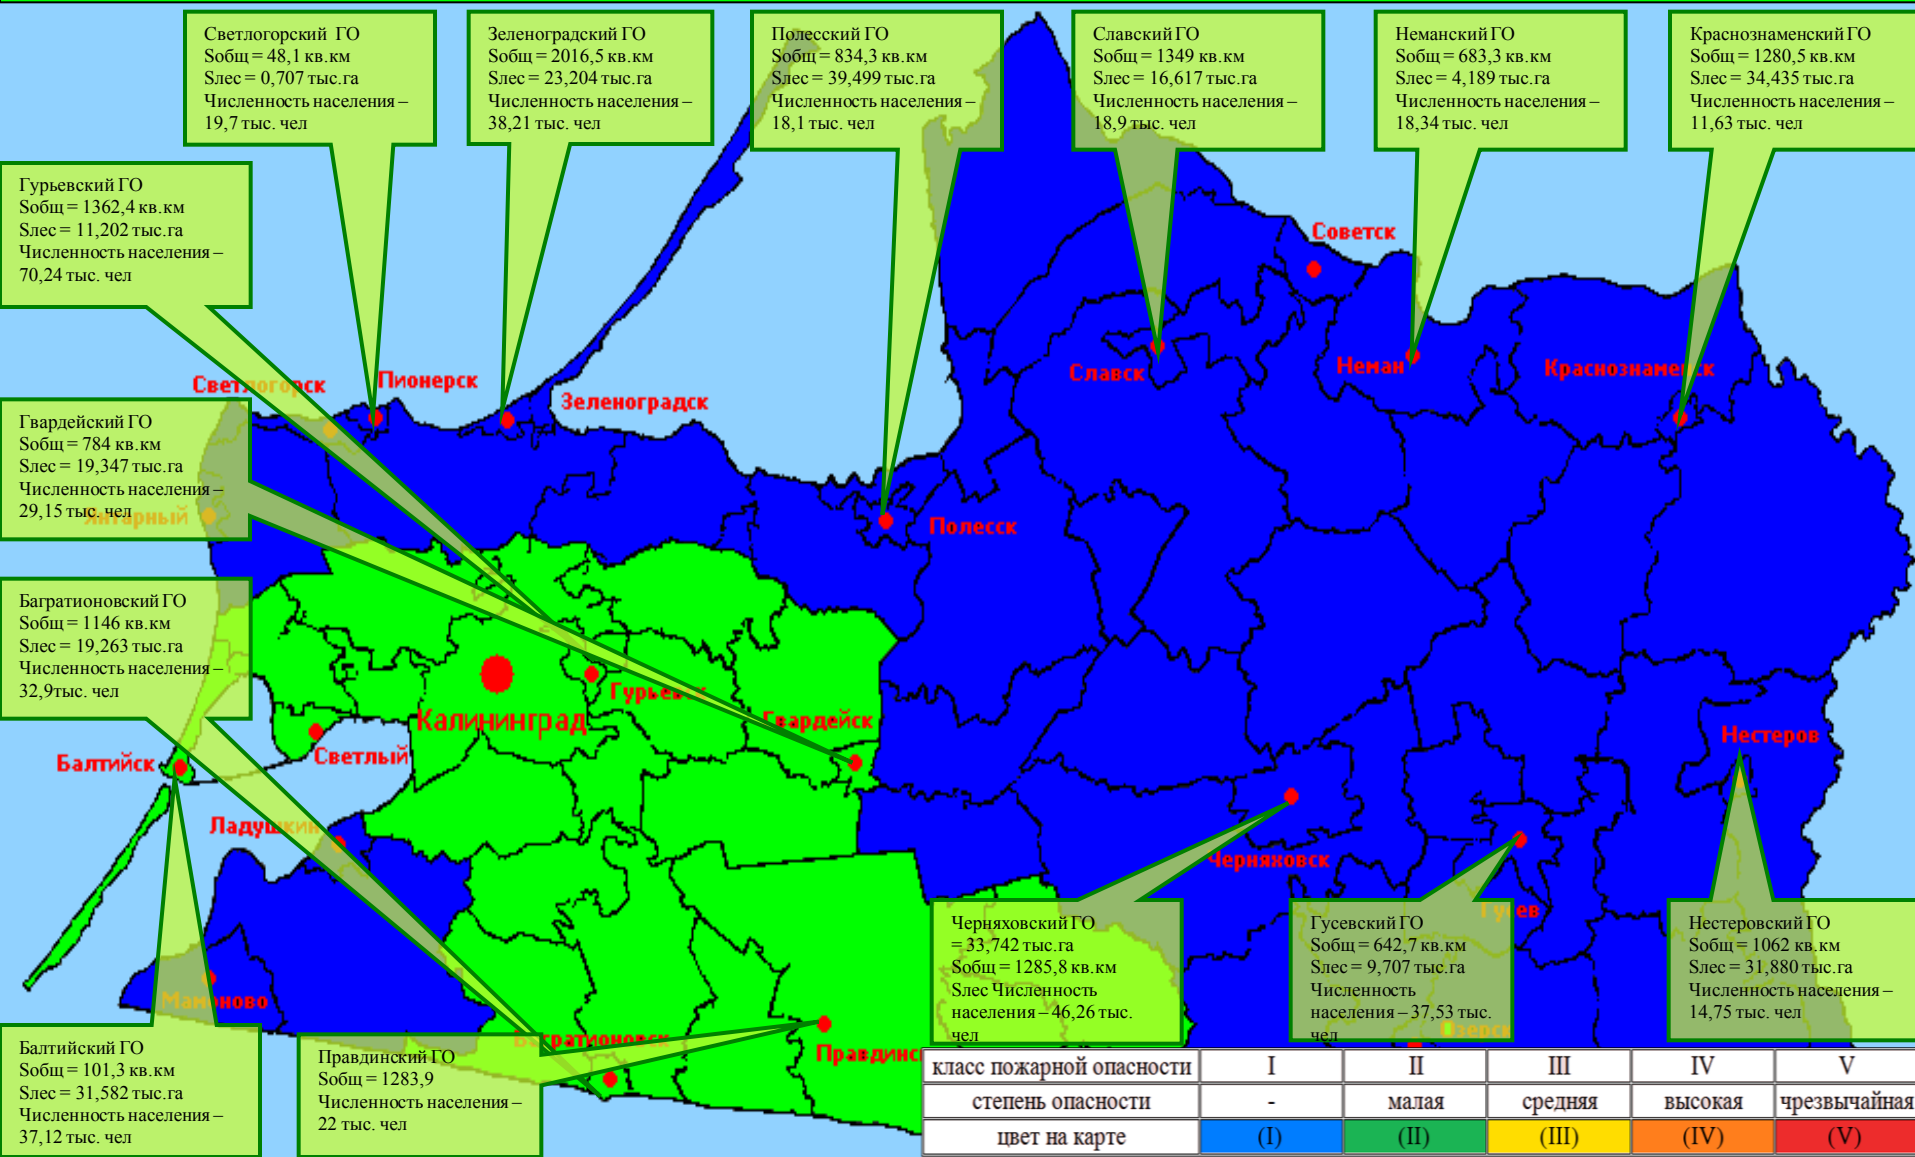 Светлогорский ГО
Sобщ = 48,1 кв.км
Sлес = 0,707 тыс.га
Численность населения –
19,7 тыс. чел
Зеленоградский ГО
Sобщ = 2016,5 кв.км
Sлес = 23,204 тыс.га
Численность населения –
38,21 тыс. чел
Полесский ГО
Sобщ = 834,3 кв.км
Sлес = 39,499 тыс.га
Численность населения –
18,1 тыс. чел
Славский ГО
Sобщ = 1349 кв.км
Sлес = 16,617 тыс.га
Численность населения –
18,9 тыс. чел
Неманский ГО
Sобщ = 683,3 кв.км
Sлес = 4,189 тыс.га
Численность населения –
18,34 тыс. чел
Краснознаменский ГО
Sобщ = 1280,5 кв.км
Sлес = 34,435 тыс.га
Численность населения –
11,63 тыс. чел
Гурьевский ГО
Sобщ = 1362,4 кв.км
Sлес = 11,202 тыс.га
Численность населения –
70,24 тыс. чел
Советск
Славск
Неман
Краснознаменск
Светлогорск
Пионерск
Зеленоградск
Гвардейский ГО
Sобщ = 784 кв.км
Sлес = 19,347 тыс.га
Численность населения –
29,15 тыс. чел
Янтарный
Полесск
Багратионовский ГО
Sобщ = 1146 кв.км
Sлес = 19,263 тыс.га
Численность населения –
32,9тыс. чел
Гурьевск
Калининград
Гвардейск
Нестеров
Балтийск
Светлый
Ладушкин
Черняховск
Гусев
Мамоново
Озерск
Багратионовск
Правдинс
Черняховский ГО
= 33,742 тыс.га
Sобщ = 1285,8 кв.км
Sлес Численность
населения – 46,26 тыс.
чел
Гусевский ГО
Sобщ = 642,7 кв.км
Sлес = 9,707 тыс.га
Численность
населения – 37,53 тыс.
чел
Нестеровский ГО
Sобщ = 1062 кв.км
Sлес = 31,880 тыс.га
Численность населения –
14,75 тыс. чел
Балтийский ГО
Sобщ = 101,3 кв.км
Sлес = 31,582 тыс.га
Численность населения –
37,12 тыс. чел
Правдинский ГО
Sобщ = 1283,9
Численность населения –
22 тыс. чел
класс пожарной опасности I II III IV V
степень опасности - малая средняя высокая чрезвычайная
цвет на карте (I) (II) (III) (IV) (V)